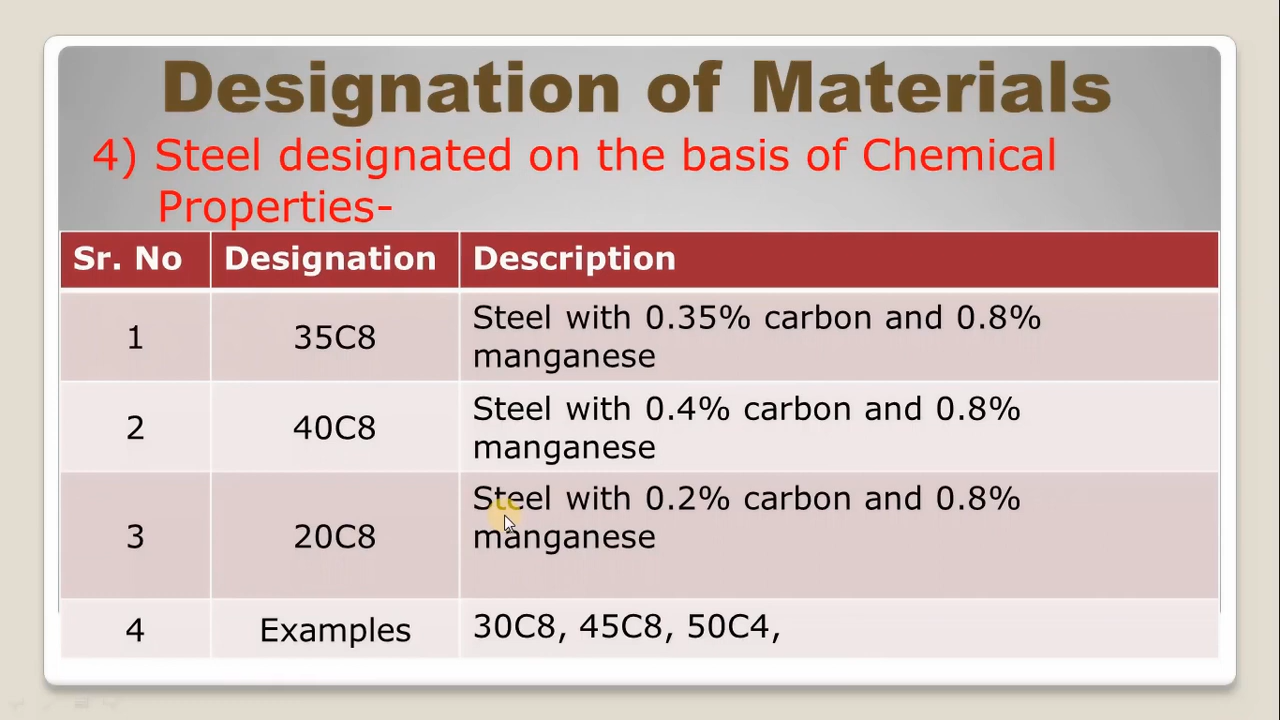 Designation of Materials
4) Steel designated on the basis of Chemical
Properties-
Sr. No Designation Description
1 35C8 Steel with 0.35% carbon and 0.8%
manganese
2 40C8 Steel with 0.4% carbon and 0.8%
manganese
3 20C8 Steel with 0.2% carbon and 0.8%
manganese
4 Examples 30C8, 45C8, 50C4,